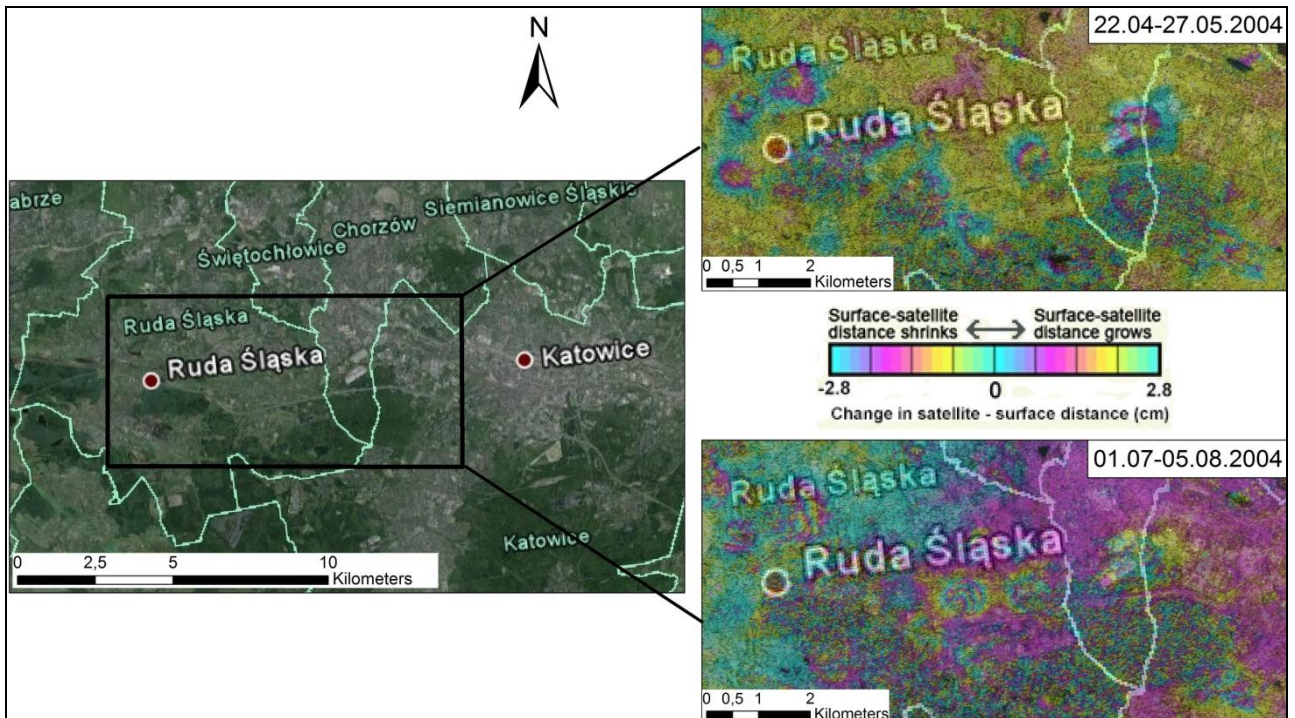 N
abrze
Siemianowice Śląskie
Chorzów
Świętochłowice
Ruda Śląska
Ruda Śląska
Katowice
Katowice
0 2,5 5 10
Kilometers
22.04-27.05.2004
Ruda Śląska
Ruda Śląska
0 0,5 1 2
Kilometers
Surface-satellite distance shrinks
Surface-satellite distance grows
-2.8 0 2.8
Change in satellite - surface distance (cm)
01.07-05.08.2004
Ruda Śląska
Ruda Śląska
0 0,5 1 2
Kilometers